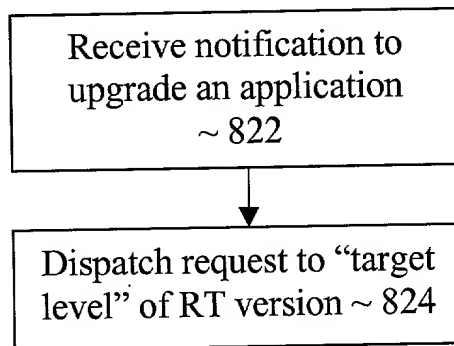 Receive notification to
upgrade an application
~ 822
Dispatch request to “target
level” of RT version ~ 824